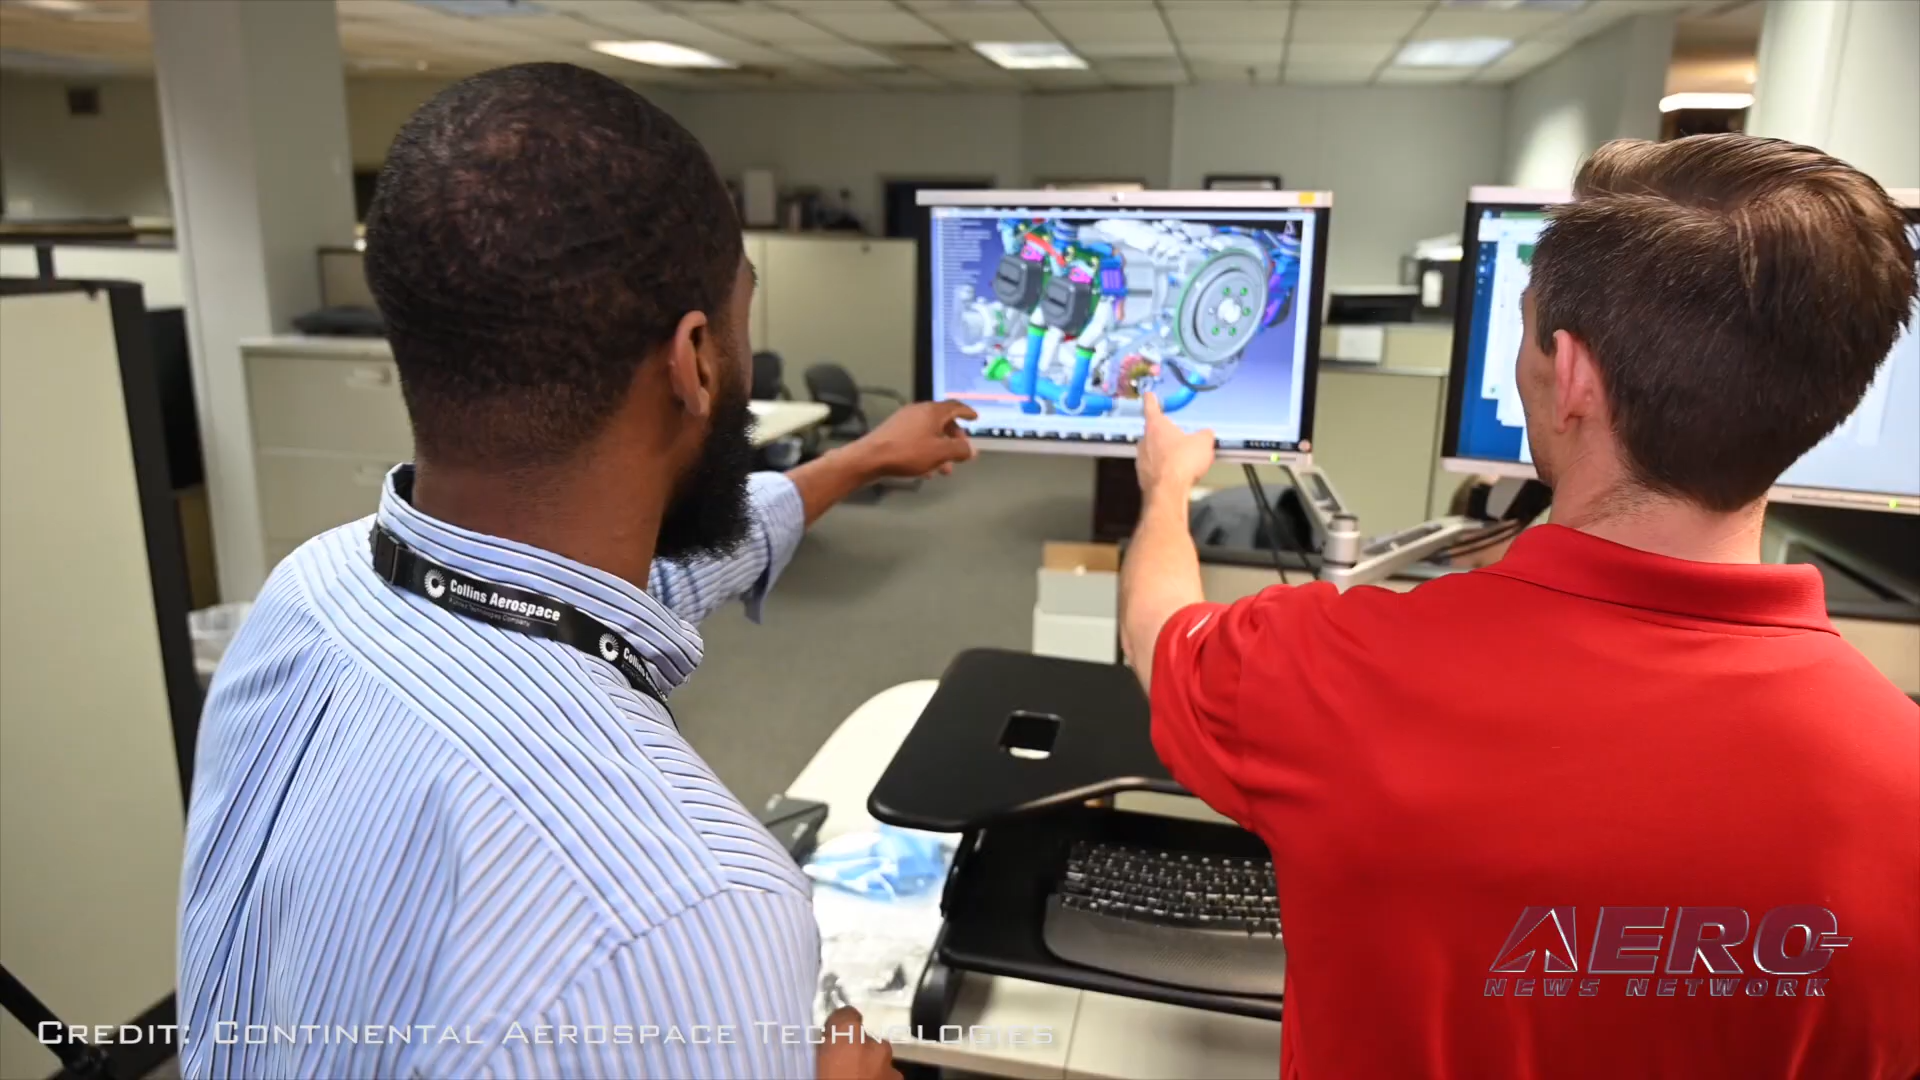 Collins Aerospace
Collins
AERO
NEWS NETWORK
CREDIT: CONTINENTAL AEROSPACE TECHNOLOGIES